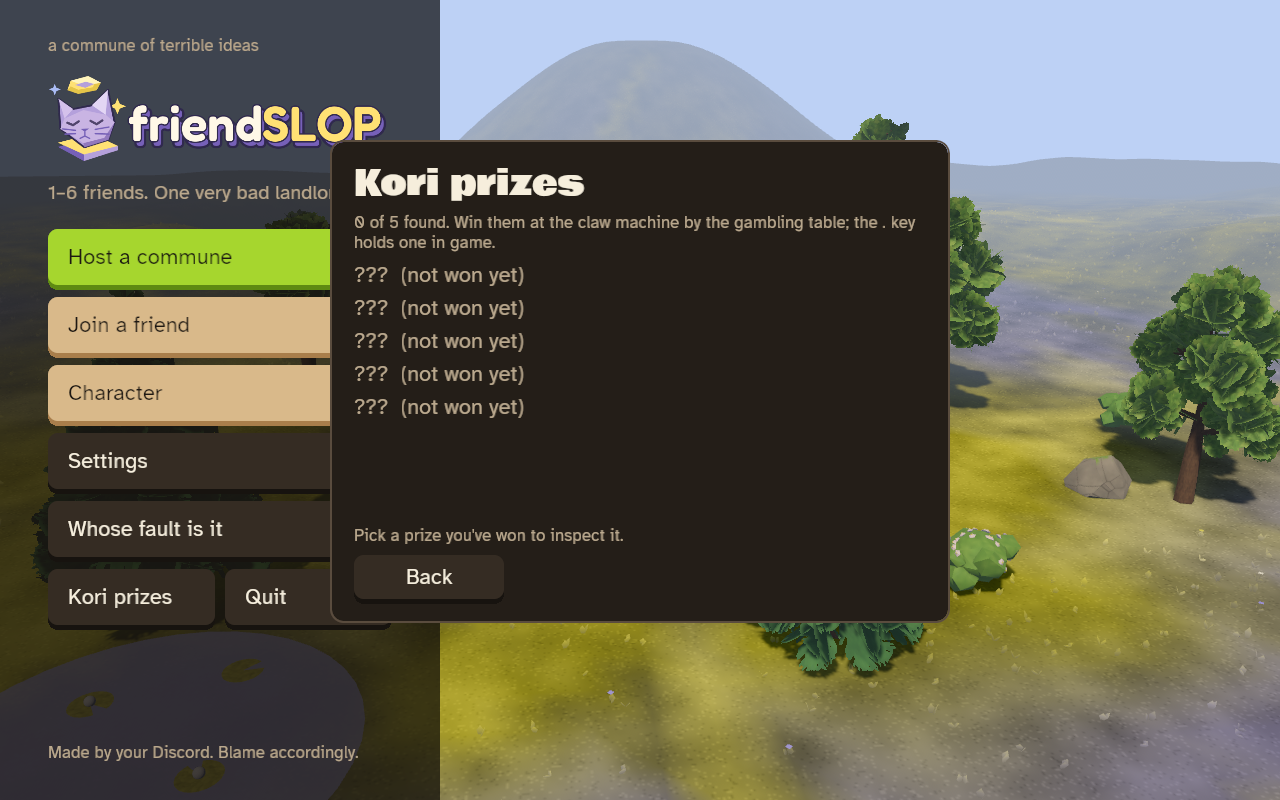 a commune of terrible ideas
friendSLOP
1–6 friends. One very bad landlo
Host a commune
Join a friend
Character
Settings
Whose fault is it
Kori prizes
Quit
Made by your Discord. Blame accordingly.
Kori prizes
0 of 5 found. Win them at the claw machine by the gambling table; the . key
holds one in game.
??? (not won yet)
??? (not won yet)
??? (not won yet)
??? (not won yet)
??? (not won yet)
Pick a prize you've won to inspect it.
Back